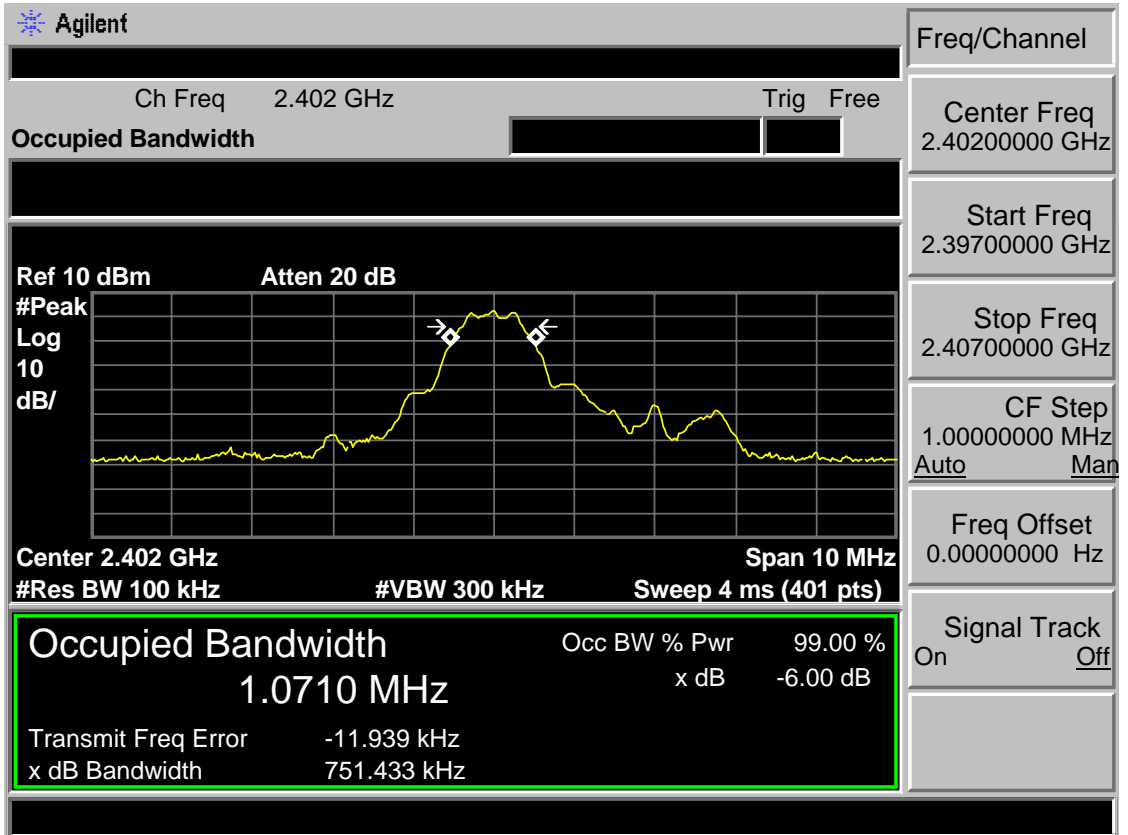 Agilent
Ch Freq 2.402 GHz Trig Free
Occupied Bandwidth
Ref 10 dBm Atten 20 dB
#Peak
Log
10
dB/
Center 2.402 GHz Span 10 MHz
#Res BW 100 kHz #VBW 300 kHz Sweep 4 ms (401 pts)
Occupied Bandwidth
1.0710 MHz
Occ BW % Pwr 99.00 %
x dB -6.00 dB
Transmit Freq Error -11.939 kHz
x dB Bandwidth 751.433 kHz
Freq/Channel
Center Freq
2.40200000 GHz
Start Freq
2.39700000 GHz
Stop Freq
2.40700000 GHz
CF Step
1.00000000 MHz
Auto Man
Freq Offset
0.00000000 Hz
Signal Track
On Off